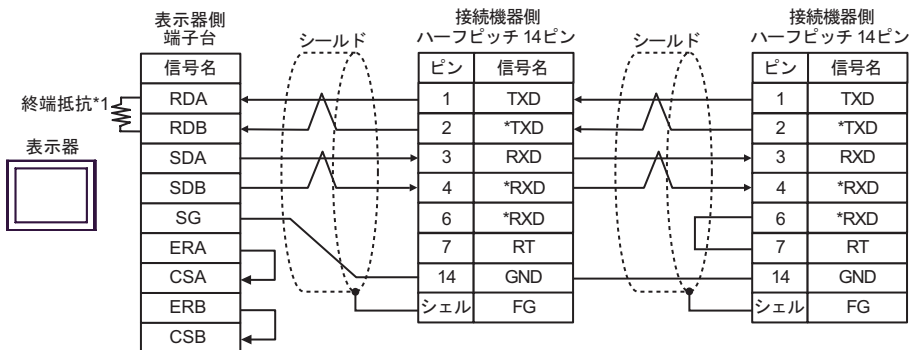 表示器側
端子台
信号名
RDA
RDB
SDA
SDB
SG
ERA
CSA
ERB
CSB
終端抵抗*1
表示器
シールド
接続機器側
ハーフピッチ 14ピン
ピン 信号名
1 TXD
2 *TXD
3 RXD
4 *RXD
6 *RXD
7 RT
14 GND
シェル FG
シールド
接続機器側
ハーフピッチ 14ピン
ピン 信号名
1 TXD
2 *TXD
3 RXD
4 *RXD
6 *RXD
7 RT
14 GND
シェル FG